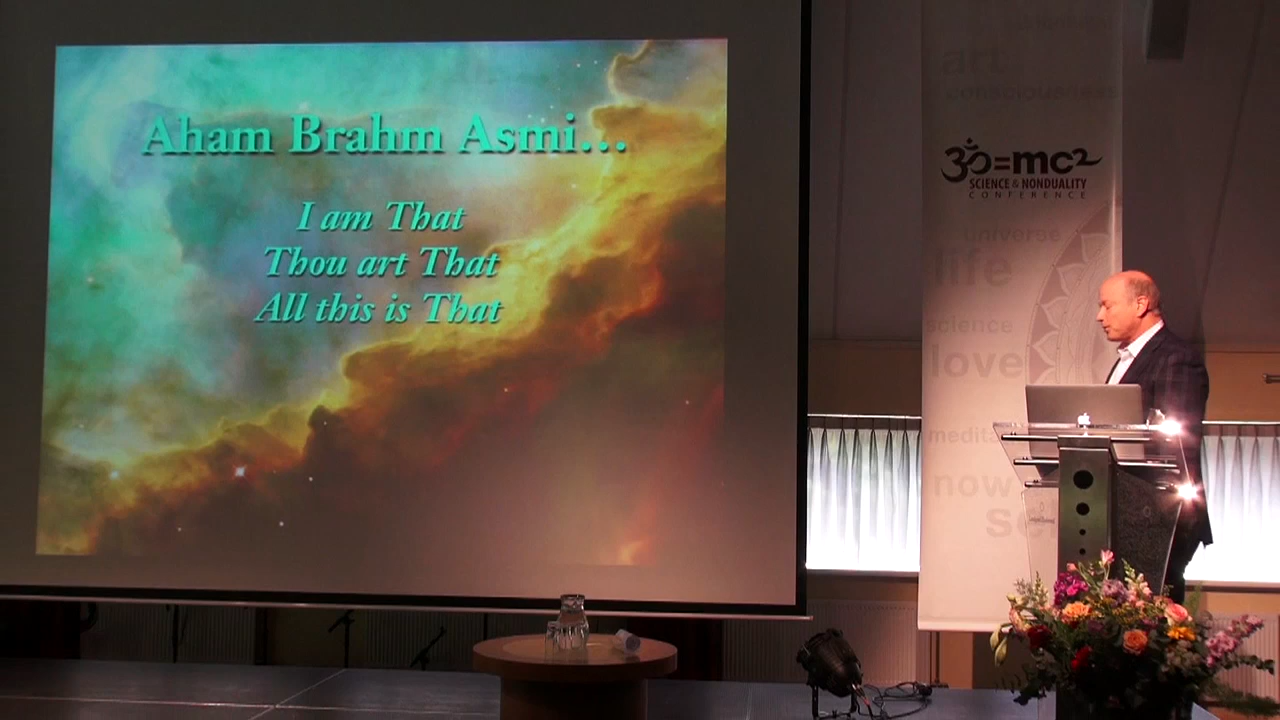 Aham Brahm Asmi...
I am That
Thou art That
All this is That
art
consciousness
ॐ=mc2
SCIENCE & NONDUALITY
CONFERENCE
universe
life
science
love
now